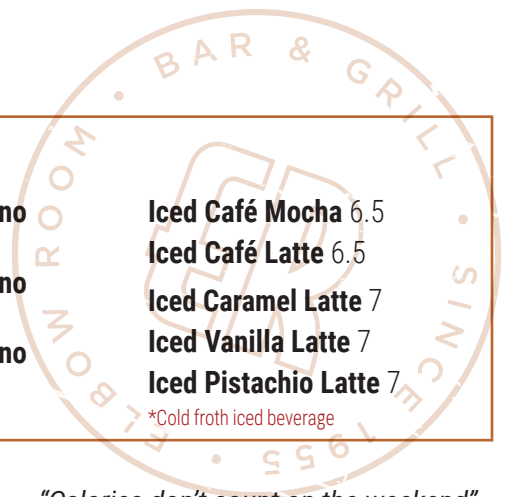 BAR & GRILL • SINCE 1955 • ELBOW ROOM •
ER
no
no
no
Iced Café Mocha 6.5
Iced Café Latte 6.5
Iced Caramel Latte 7
Iced Vanilla Latte 7
Iced Pistachio Latte 7
*Cold froth iced beverage
"Calories don't count on the weekend"